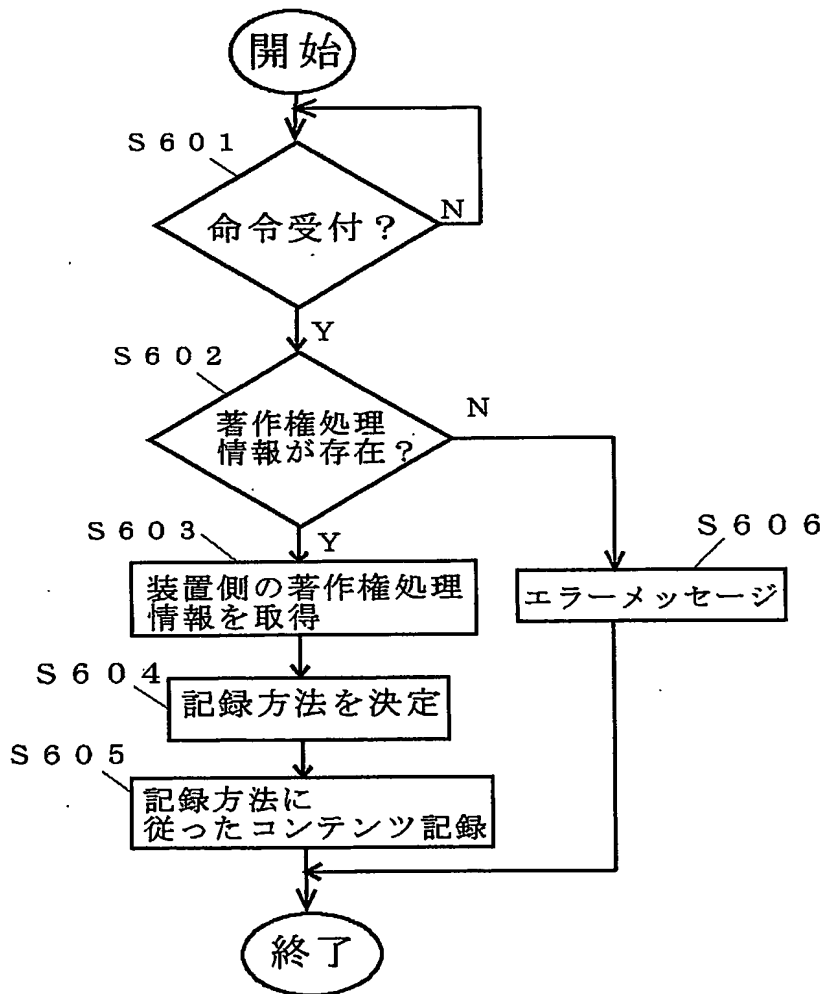 開始
S601
命令受付？
N
Y
S602
著作権処理
情報が存在？
N
Y
S603
装置側の著作権処理
情報を取得
S606
エラーメッセージ
S604
記録方法を決定
S605
記録方法に
従ったコンテンツ記録
終了